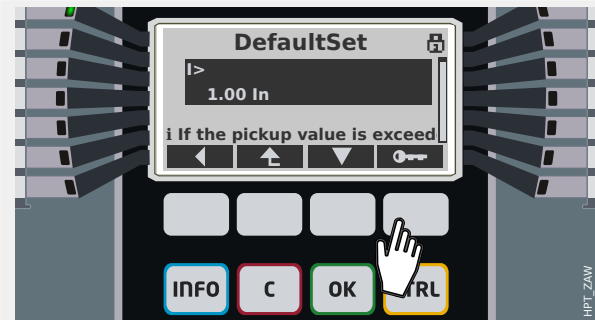 DefaultSet
I>
1.00 In
i If the pickup value is exceed
INFO
C
OK
TRL
HPT_ZAW